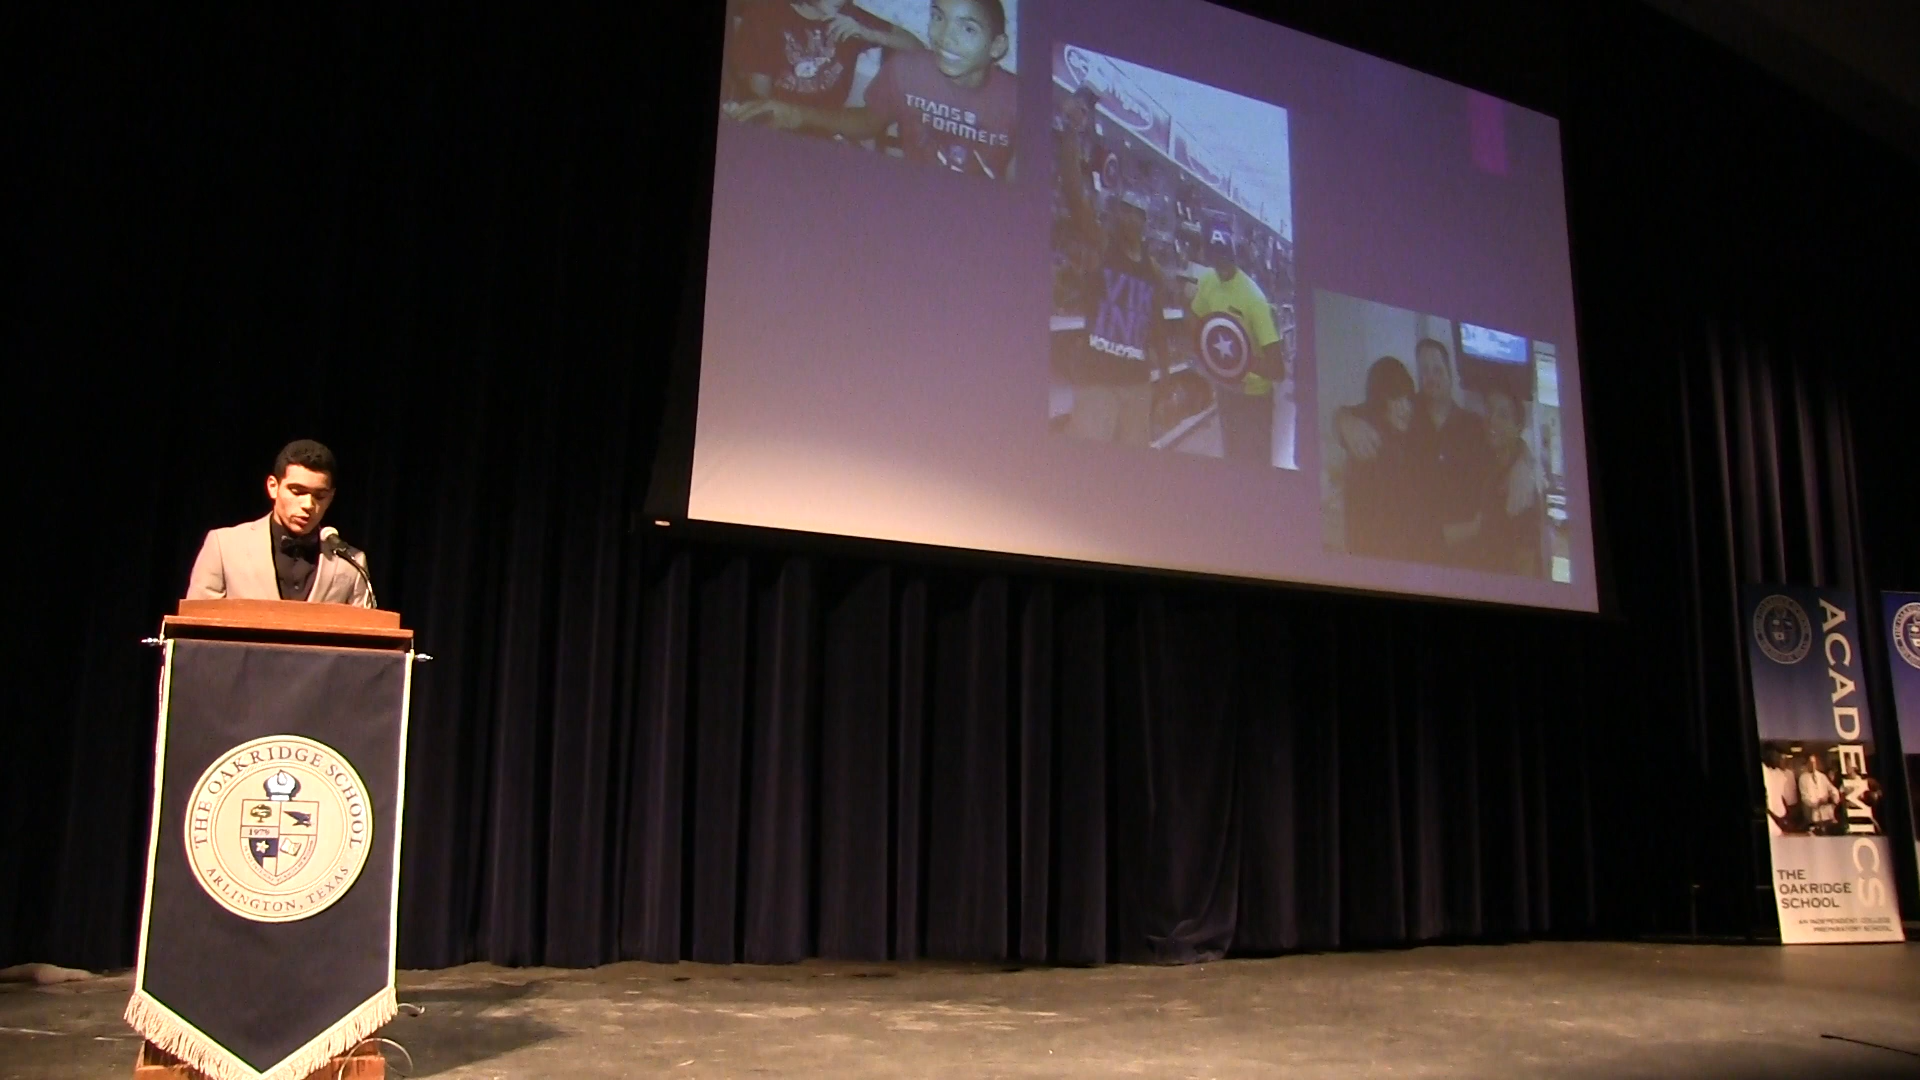 TRANS
FORMERS
A
VIK
ING
VOLLEYBALL
THE OAKRIDGE SCHOOL
1979
ARLINGTON, TEXAS
ACADEMICS
THE
OAKRIDGE
SCHOOL
AN INDEPENDENT COLLEGE
PREPARATORY SCHOOL